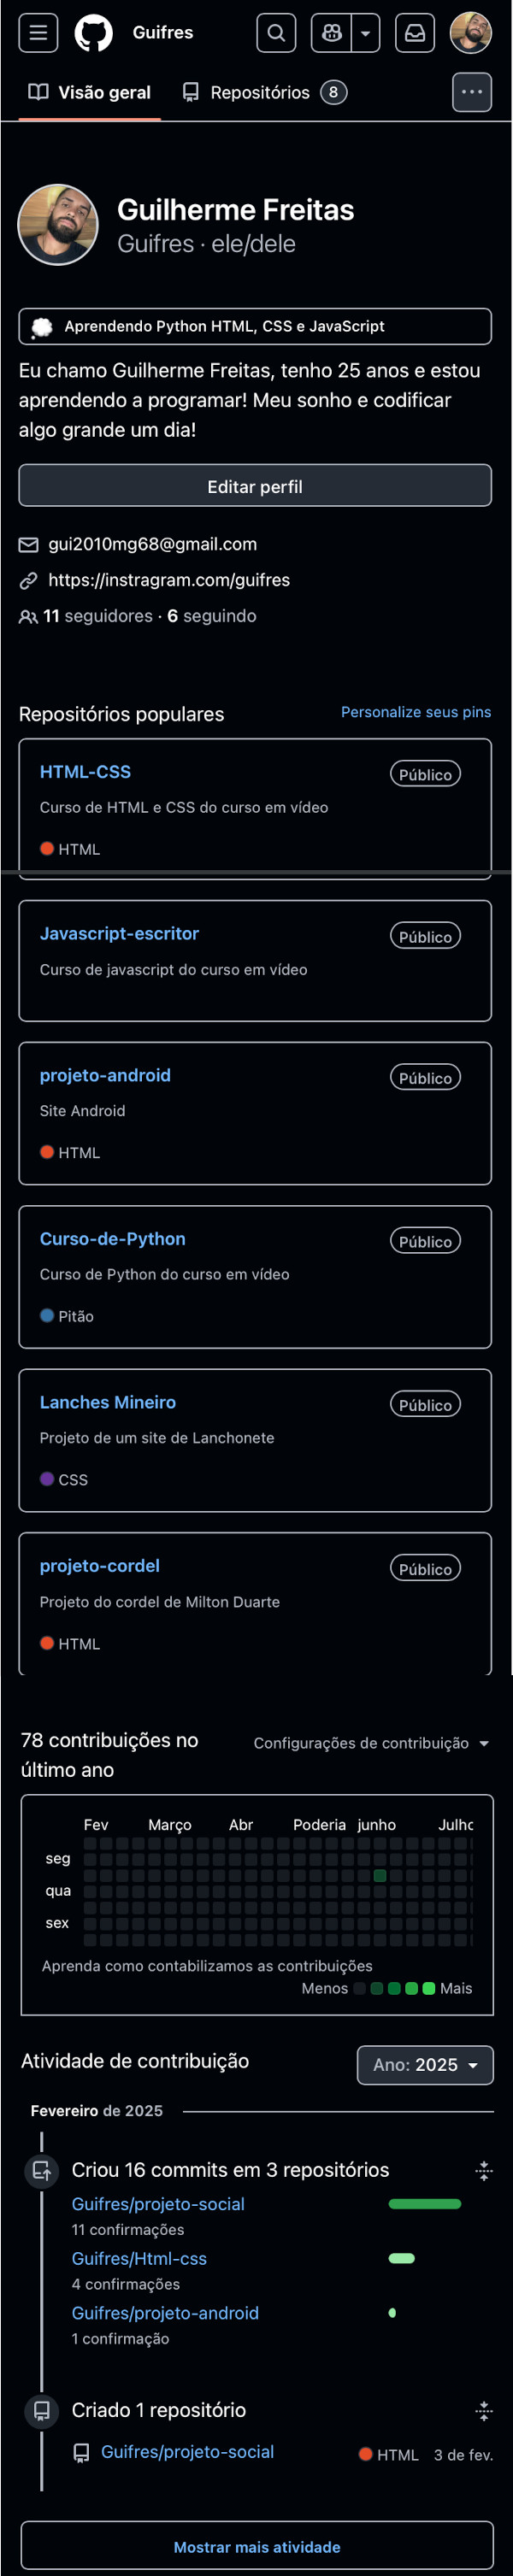 Guifres
Visão geral
Repositórios 8
Guilherme Freitas
Guifres · ele/dele
Aprendendo Python HTML, CSS e JavaScript
Eu chamo Guilherme Freitas, tenho 25 anos e estou
aprendendo a programar! Meu sonho e codificar
algo grande um dia!
Editar perfil
gui2010mg68@gmail.com
https://instragram.com/guifres
11 seguidores · 6 seguindo
Repositórios populares
Personalize seus pins
HTML-CSS
Público
Curso de HTML e CSS do curso em vídeo
HTML
Javascript-escritor
Público
Curso de javascript do curso em vídeo
projeto-android
Público
Site Android
HTML
Curso-de-Python
Público
Curso de Python do curso em vídeo
Pitão
Lanches Mineiro
Público
Projeto de um site de Lanchonete
CSS
projeto-cordel
Público
Projeto do cordel de Milton Duarte
HTML
78 contribuições no
último ano
Configurações de contribuição
Fev Março Abr Poderia junho Julho
seg
qua
sex
Aprenda como contabilizamos as contribuições
Menos Mais
Atividade de contribuição
Ano: 2025
Fevereiro de 2025
Criou 16 commits em 3 repositórios
Guifres/projeto-social
11 confirmações
Guifres/Html-css
4 confirmações
Guifres/projeto-android
1 confirmação
Criado 1 repositório
Guifres/projeto-social
HTML 3 de fev.
Mostrar mais atividade